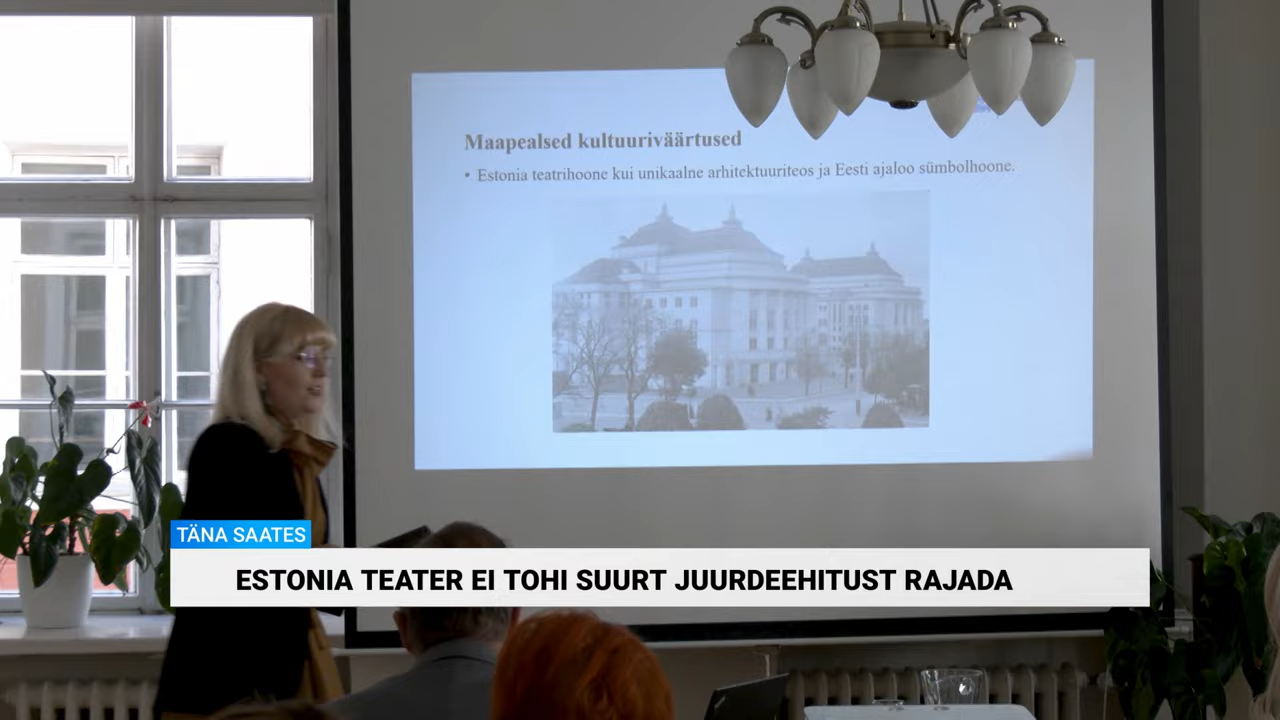 Maapealsed kultuuriväärtused
• Estonia teatrihoone kui unikaalne arhitektuuriteos ja Eesti ajaloo sümbolhoone.
TÄNA SAATES
ESTONIA TEATER EI TOHI SUURT JUURDEEHITUST RAJADA